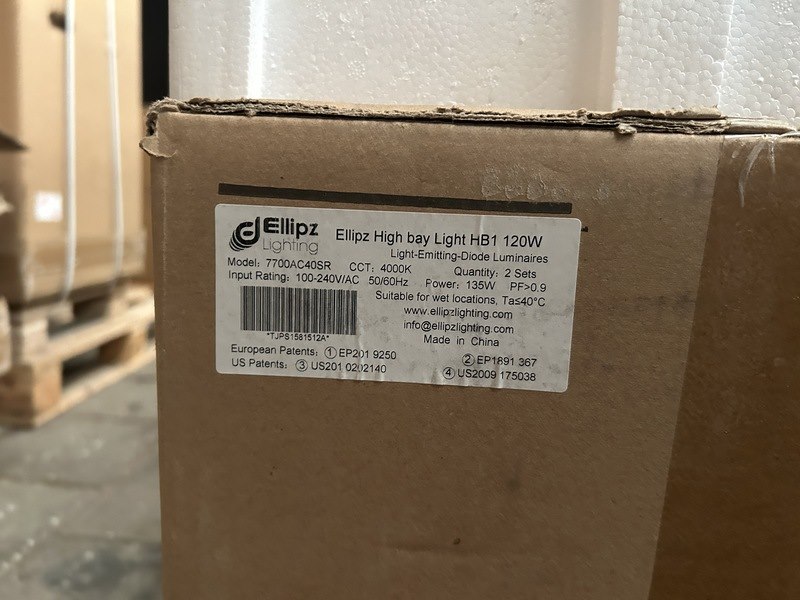 Ellipz
Lighting
Ellipz High bay Light HB1 120W
Light-Emitting-Diode Luminaires
Model: 7700AC40SR CCT: 4000K Quantity: 2 Sets
Input Rating: 100-240V/AC 50/60Hz Power: 135W PF>0.9
Suitable for wet locations, Ta≤40°C
www.ellipzlighting.com
info@ellipzlighting.com
Made in China
*TJPS1581512A*
European Patents: ① EP201 9250 ② EP1891 367
US Patents: ③ US201 0202140 ④ US2009 175038